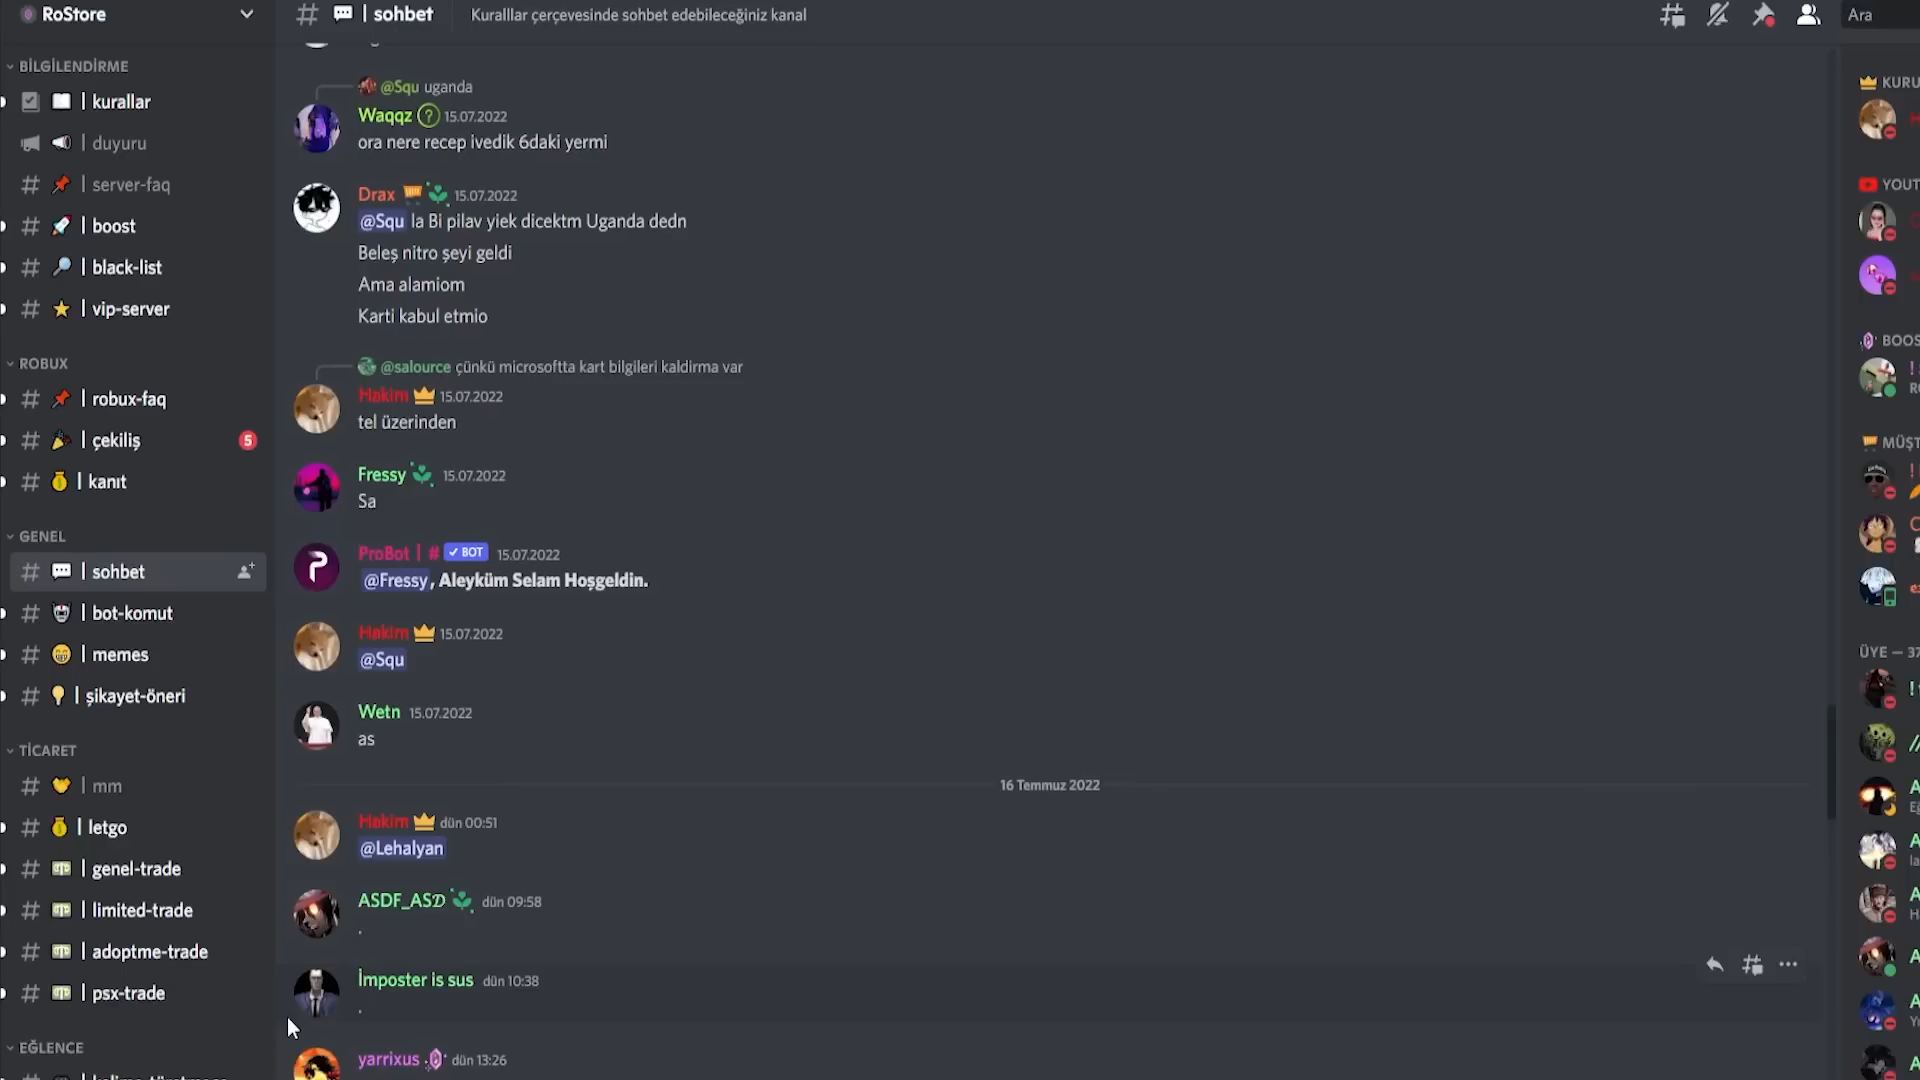 RoStore
| sohbet
Kuralllar çerçevesinde sohbet edebileceğiniz kanal
Ara
BİLGİLENDİRME
| kurallar
| duyuru
| server-faq
| boost
| black-list
| vip-server
ROBUX
| robux-faq
| çekiliş
5
| kanıt
GENEL
| sohbet
| bot-komut
| memes
| şikayet-öneri
TİCARET
| mm
| letgo
| genel-trade
| limited-trade
| adoptme-trade
| psx-trade
EĞLENCE
@Squ uganda
Waqqz 15.07.2022
ora nere recep ivedik 6daki yermi
Drax 15.07.2022
@Squ la Bi pilav yiek dicektm Uganda dedn
Beleş nitro şeyi geldi
Ama alamiom
Karti kabul etmio
@salource çünkü microsoftta kart bilgileri kaldirma var
Hakim 15.07.2022
tel üzerinden
Fressy 15.07.2022
Sa
ProBot | # BOT 15.07.2022
@Fressy, Aleyküm Selam Hoşgeldin.
Hakim 15.07.2022
@Squ
Wetn 15.07.2022
as
16 Temmuz 2022
Hakim dün 00:51
@Lehalyan
ASDF_ASD dün 09:58
.
İmposter is sus dün 10:38
.
yarrixus dün 13:26
KURU
YOUT
BOOS
MÜŞT
ÜYE — 37